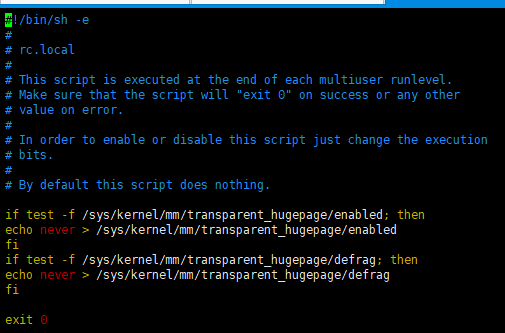 #!/bin/sh -e
#
# rc.local
#
# This script is executed at the end of each multiuser runlevel.
# Make sure that the script will "exit 0" on success or any other
# value on error.
#
# In order to enable or disable this script just change the execution
# bits.
#
# By default this script does nothing.

if test -f /sys/kernel/mm/transparent_hugepage/enabled; then
echo never > /sys/kernel/mm/transparent_hugepage/enabled
fi
if test -f /sys/kernel/mm/transparent_hugepage/defrag; then
echo never > /sys/kernel/mm/transparent_hugepage/defrag
fi

exit 0